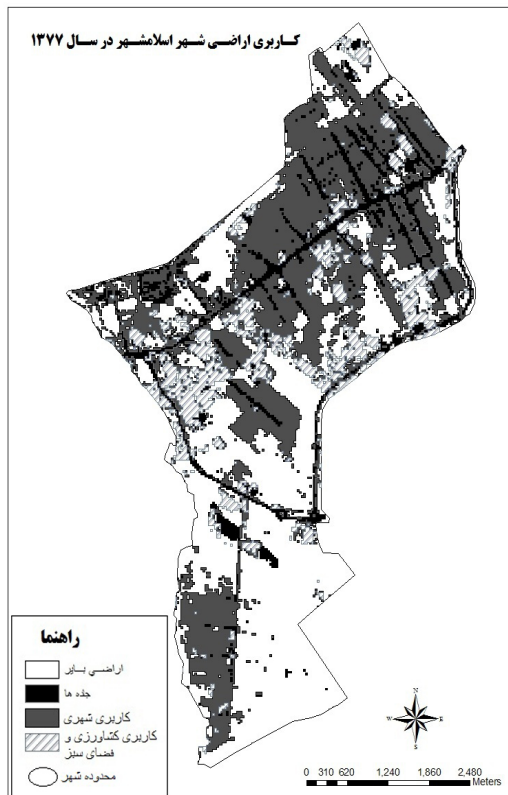 کاربری اراضی شهر اسلامشهر در سال ۱۳۷۷
راهنما
اراضی بایر
جاده ها
کاربری شهری
کاربری کشاورزی و
فضای سبز
محدوده شهر
N
W E
S
0 310 620 1,240 1,860 2,480
Meters